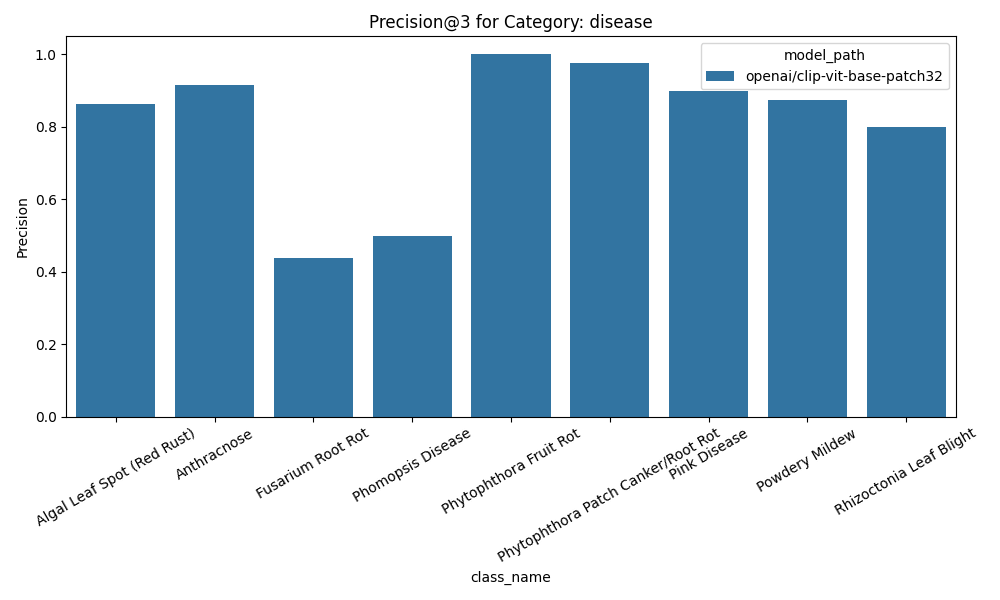 Precision@3 for Category: disease
model_path
openai/clip-vit-base-patch32
Precision
1.0
0.8
0.6
0.4
0.2
0.0
Algal Leaf Spot (Red Rust)
Anthracnose
Fusarium Root Rot
Phomopsis Disease
Phytophthora Fruit Rot
Phytophthora Patch Canker/Root Rot
Pink Disease
Powdery Mildew
Rhizoctonia Leaf Blight
class_name